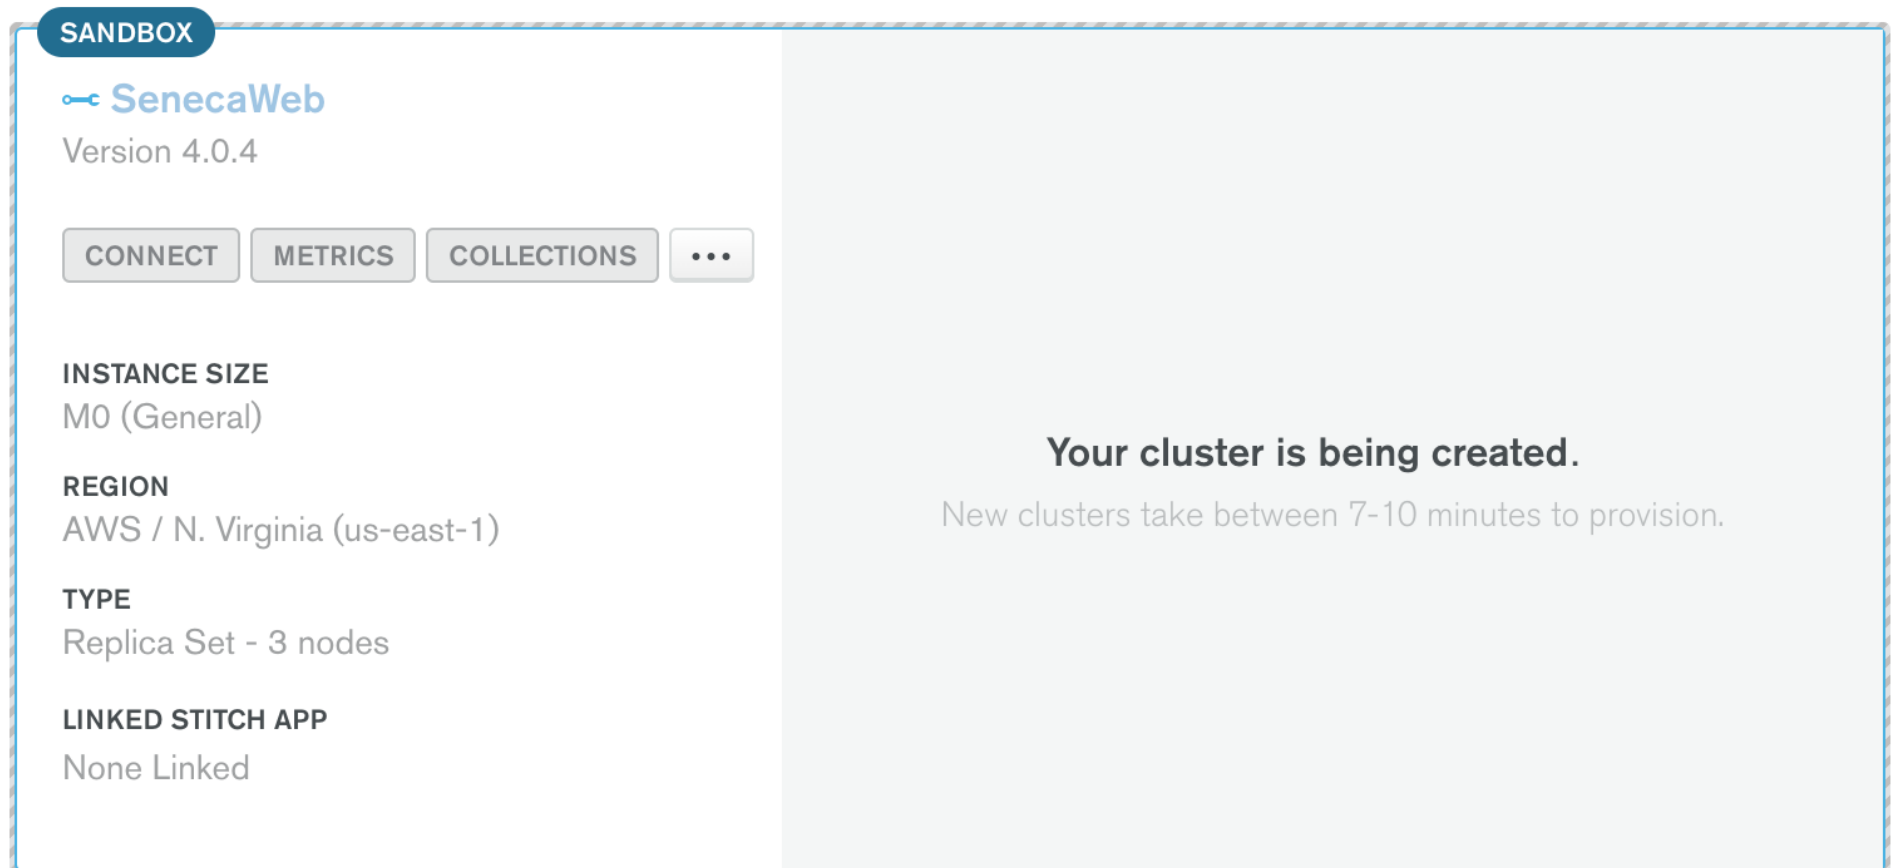 SANDBOX
SenecaWeb
Version 4.0.4
CONNECT METRICS COLLECTIONS ...
INSTANCE SIZE
M0 (General)
REGION
AWS / N. Virginia (us-east-1)
TYPE
Replica Set - 3 nodes
LINKED STITCH APP
None Linked
Your cluster is being created.
New clusters take between 7-10 minutes to provision.